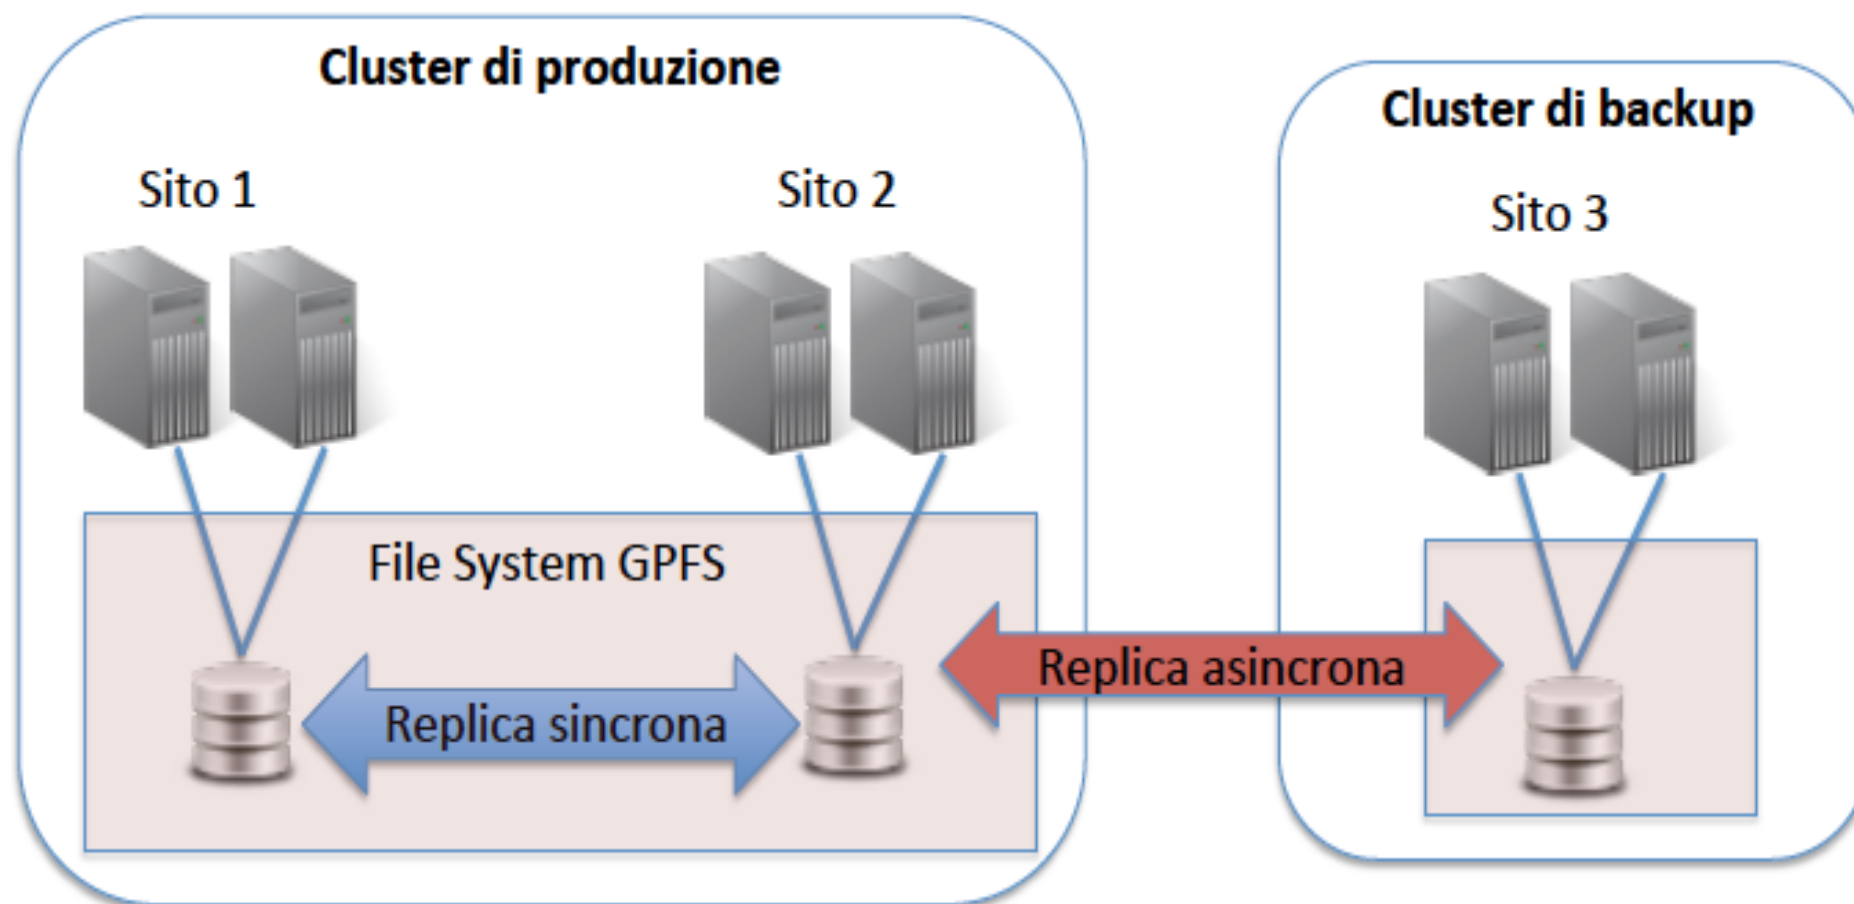 Cluster di produzione
Cluster di backup
Sito 1
Sito 2
Sito 3
File System GPFS
Replica sincrona
Replica asincrona